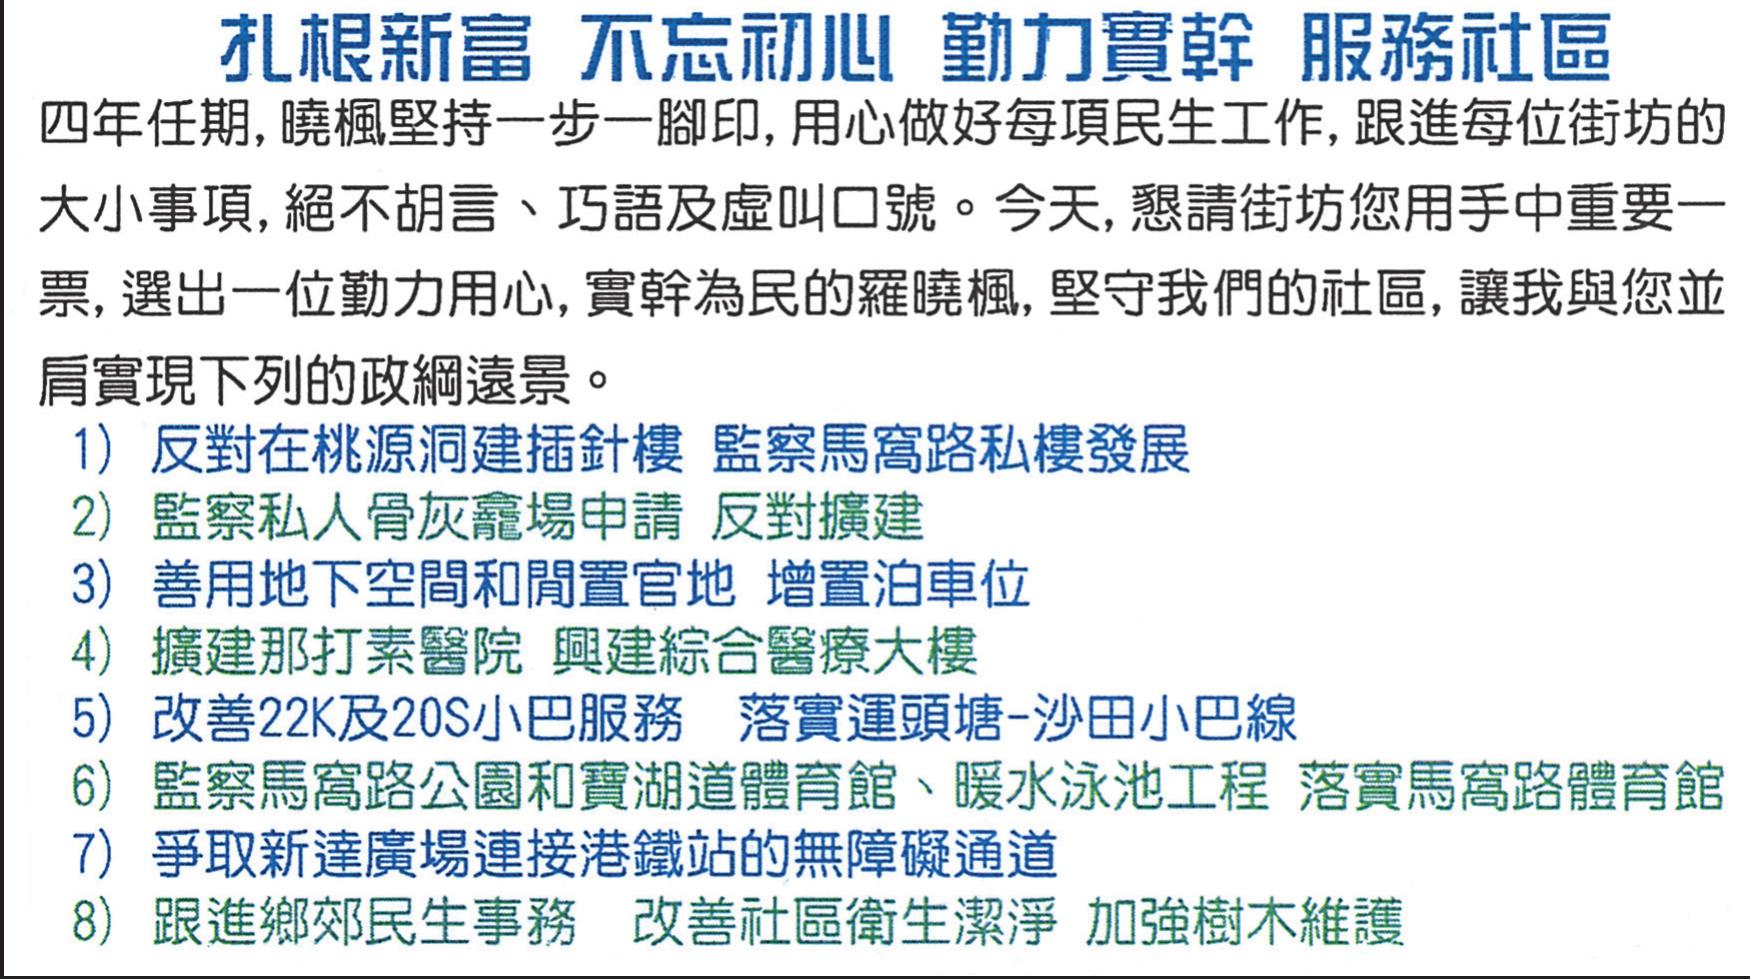 扎根新富 不忘初心 勤力實幹 服務社區
四年任期,曉楓堅持一步一腳印,用心做好每項民生工作,跟進每位街坊的
大小事項,絕不胡言、巧語及虛叫口號。今天,懇請街坊您用手中重要一
票,選出一位勤力用心,實幹為民的羅曉楓,堅守我們的社區,讓我與您並
肩實現下列的政綱遠景。
1) 反對在桃源洞建插針樓 監察馬窩路私樓發展
2) 監察私人骨灰龕場申請 反對擴建
3) 善用地下空間和閒置官地 增置泊車位
4) 擴建那打素醫院 興建綜合醫療大樓
5) 改善22K及20S小巴服務 落實運頭塘-沙田小巴線
6) 監察馬窩路公園和寶湖道體育館、暖水泳池工程 落實馬窩路體育館
7) 爭取新達廣場連接港鐵站的無障礙通道
8) 跟進鄉郊民生事務 改善社區衛生潔淨 加強樹木維護